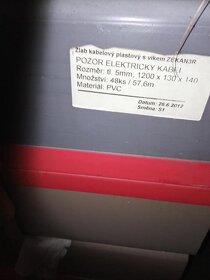 Žlab kabelový plastový s víkem ZEKAN3R
POZOR ELEKTRICKÝ KABEL
Rozměr: tl. 5mm, 1200 x 130 x 140
Množství: 48ks / 57,6m
Materiál: PVC
Datum: 26.6.2017
Směna: S1